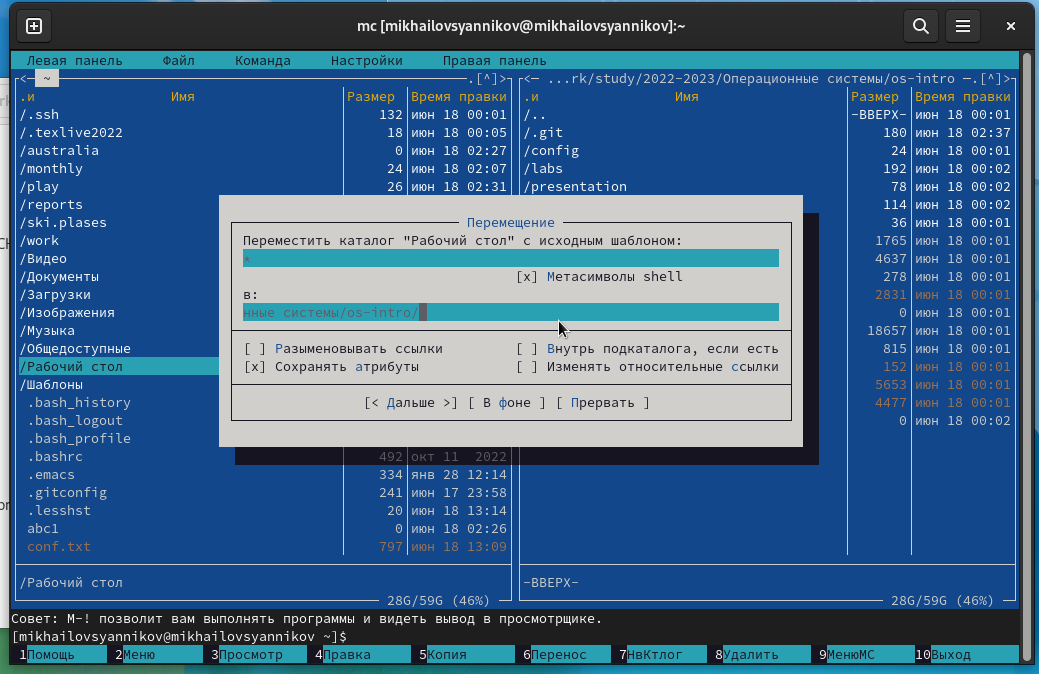 mc [mikhailovsyannikov@mikhailovsyannikov]:~
Левая панель Файл Команда Настройки Правая панель
<─ ~ .[^]> <─ ...rk/study/2022-2023/Операционные системы/os-intro ─.[^]>
.и Имя Размер Время правки .и Имя Размер Время правки
/.ssh 132 июн 18 00:01 /.. -ВВЕРХ- июн 18 00:01
/.texlive2022 18 июн 18 00:05 /.git 180 июн 18 02:37
/australia 0 июн 18 02:27 /config 24 июн 18 00:01
/monthly 24 июн 18 02:07 /labs 192 июн 18 00:02
/play 26 июн 18 02:31 /presentation 78 июн 18 00:02
/reports 114 июн 18 00:02
/ski.plases Перемещение 36 июн 18 00:01
/work Переместить каталог "Рабочий стол" с исходным шаблоном: 1765 июн 18 00:01
/Видео * 4637 июн 18 00:01
/Документы [x] Метасимволы shell 278 июн 18 00:01
/Загрузки в: 2831 июн 18 00:01
/Изображения нные системы/os-intro/ 0 июн 18 00:01
/Музыка 18657 июн 18 00:01
/Общедоступные [ ] Разыменовывать ссылки [ ] Внутрь подкаталога, если есть 815 июн 18 00:01
/Рабочий стол [x] Сохранять атрибуты [ ] Изменять относительные ссылки 152 июн 18 00:01
/Шаблоны 5653 июн 18 00:01
.bash_history [< Дальше >] [ В фоне ] [ Прервать ] 4477 июн 18 00:02
.bash_logout 0 июн 18 00:02
.bash_profile
.bashrc 492 окт 11 2022
.emacs 334 янв 28 12:14
.gitconfig 241 июн 17 23:58
.lesshst 20 июн 18 13:14
abc1 0 июн 18 02:26
conf.txt 797 июн 18 13:09
/Рабочий стол -ВВЕРХ-
28G/59G (46%) 28G/59G (46%)
Совет: M-! позволит вам выполнять программы и видеть вывод в просмотрщике.
[mikhailovsyannikov@mikhailovsyannikov ~]$
1Помощь 2Меню 3Просмотр 4Правка 5Копия 6Перенос 7НвКтлог 8Удалить 9МенюMC 10Выход